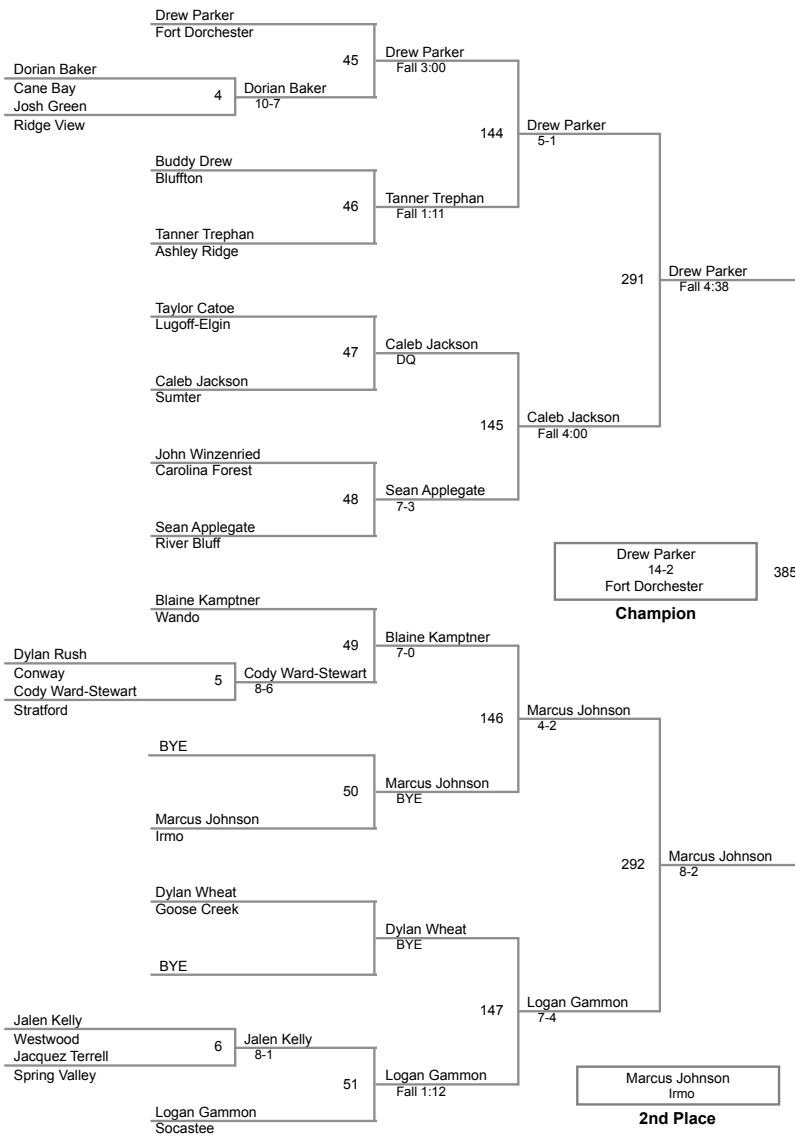 Drew Parker
Fort Dorchester
45
Drew Parker
Fall 3:00
Dorian Baker
Cane Bay
4
Dorian Baker
10-7
Josh Green
Ridge View
144
Drew Parker
5-1
Buddy Drew
Bluffton
46
Tanner Trephan
Fall 1:11
Tanner Trephan
Ashley Ridge
291
Drew Parker
Fall 4:38
Taylor Catoe
Lugoff-Elgin
47
Caleb Jackson
DQ
Caleb Jackson
Sumter
145
Caleb Jackson
Fall 4:00
John Winzenried
Carolina Forest
48
Sean Applegate
7-3
Sean Applegate
River Bluff
Drew Parker
14-2
Fort Dorchester
385
Champion
Blaine Kamptner
Wando
49
Blaine Kamptner
7-0
Dylan Rush
Conway
5
Cody Ward-Stewart
8-6
Cody Ward-Stewart
Stratford
146
Marcus Johnson
4-2
BYE
50
Marcus Johnson
BYE
Marcus Johnson
Irmo
292
Marcus Johnson
8-2
Dylan Wheat
Goose Creek
Dylan Wheat
BYE
BYE
147
Logan Gammon
7-4
Jalen Kelly
Westwood
6
Jalen Kelly
8-1
Jacquez Terrell
Spring Valley
51
Logan Gammon
Fall 1:12
Logan Gammon
Socastee
Marcus Johnson
Irmo
2nd Place